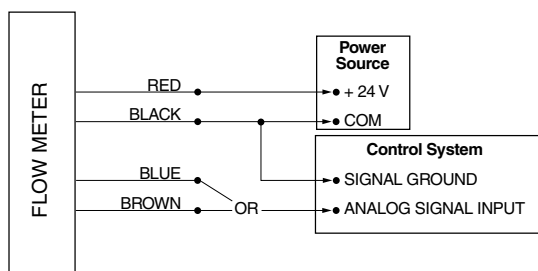 FLOW METER
RED
BLACK
BLUE
BROWN
OR
Power
Source
+ 24 V
COM
Control System
SIGNAL GROUND
ANALOG SIGNAL INPUT